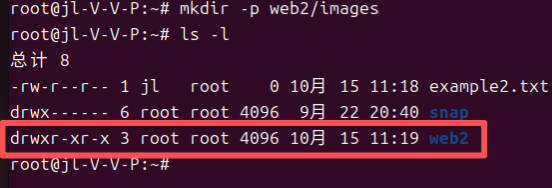 root@jl-V-V-P:~# mkdir -p web2/images
root@jl-V-V-P:~# ls -l
总计 8
-rw-r--r-- 1 jl   root    0 10月 15 11:18 example2.txt
drwx------ 6 root root 4096  9月 22 20:40 snap
drwxr-xr-x 3 root root 4096 10月 15 11:19 web2
root@jl-V-V-P:~#